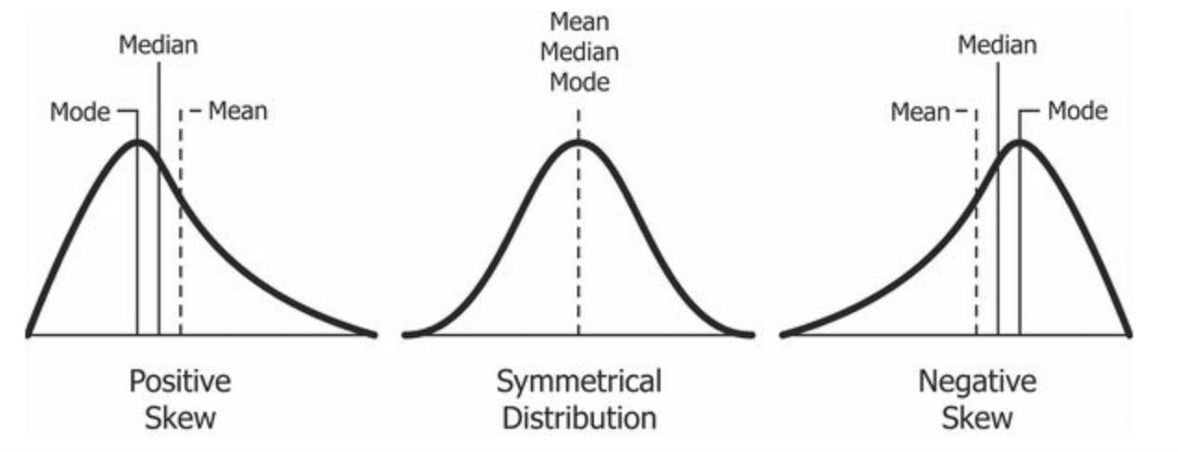 Median
Mode
Mean
Positive
Skew
Mean
Median
Mode
Symmetrical
Distribution
Median
Mean
Mode
Negative
Skew